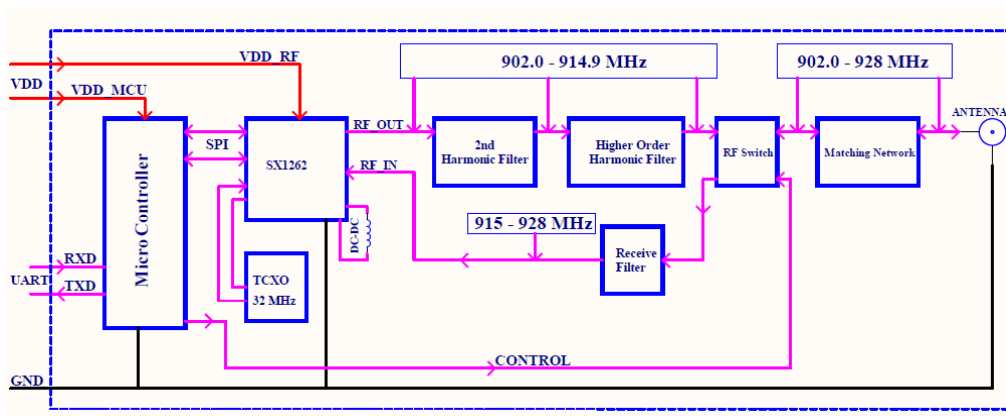 VDD_RF
902.0 - 914.9 MHz
902.0 - 928 MHz
VDD
VDD_MCU
ANTENNA
RF_OUT
SPI
2nd
Harmonic Filter
Higher Order
Harmonic Filter
RF Switch
Matching Network
SX1262
RF_IN
Micro Controller
DC-DC
915 - 928 MHz
Receive
Filter
RXD
UART
TXD
TCXO
32 MHz
CONTROL
GND